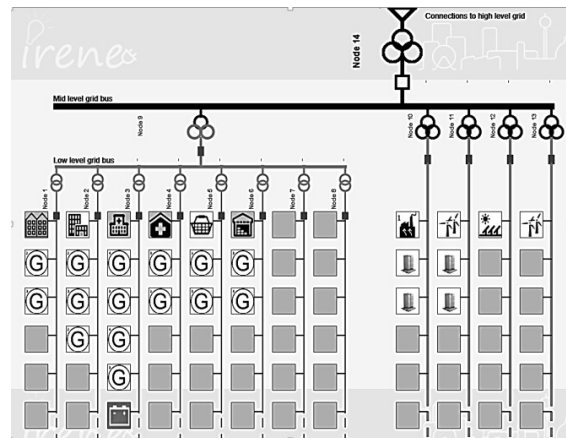 Connections to high level grid
Irene
Node 14
Mid level grid bus
Node 9
Node 10
Node 11
Node 12
Node 13
Low level grid bus
Node 1
Node 2
Node 3
Node 4
Node 5
Node 6
Node 7
Node 8
1
G G G G G G
G G G G G G
G G
G
Irene